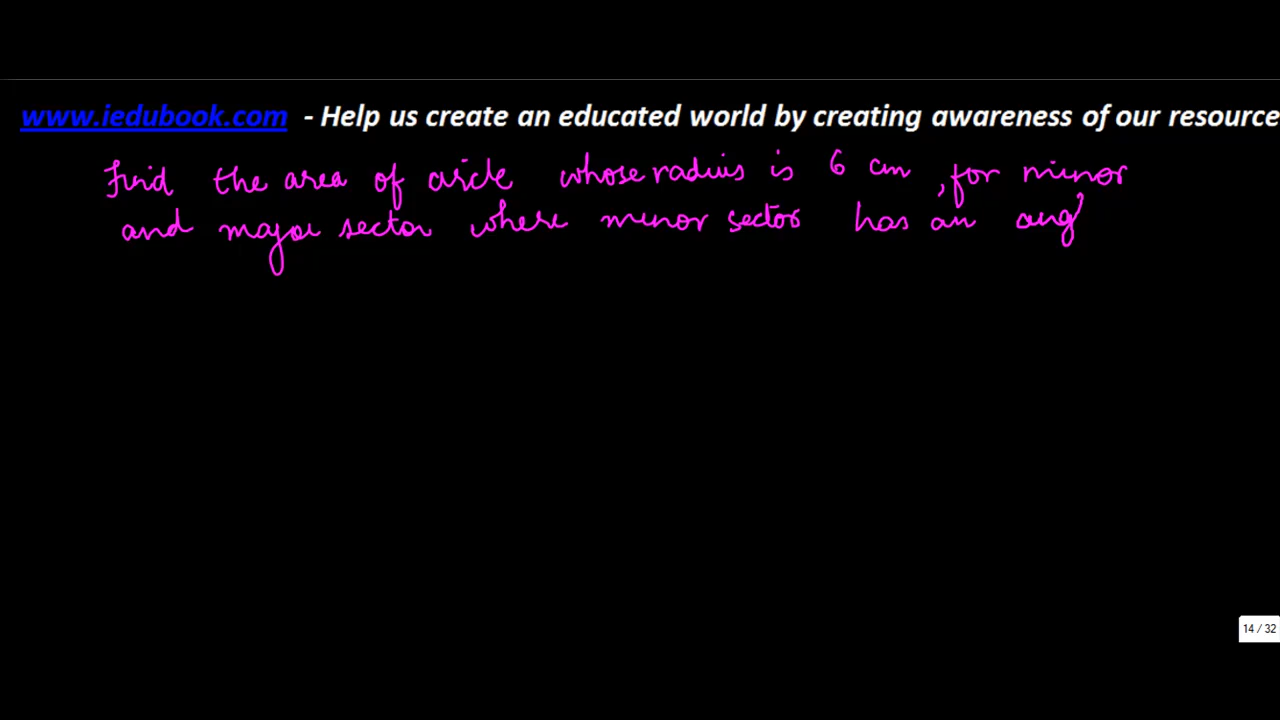 www.iedubook.com - Help us create an educated world by creating awareness of our resource
Find the area of circle whose radius is 6 cm, for minor
and major sector where minor sector has an ang
14 / 32